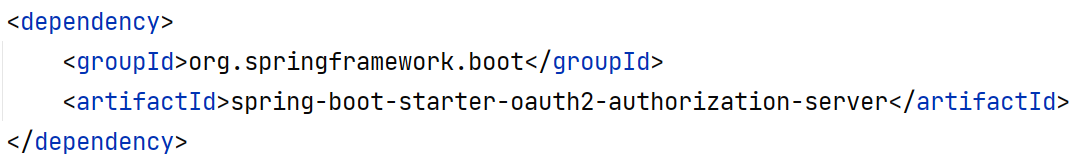 <dependency>
    <groupId>org.springframework.boot</groupId>
    <artifactId>spring-boot-starter-oauth2-authorization-server</artifactId>
</dependency>